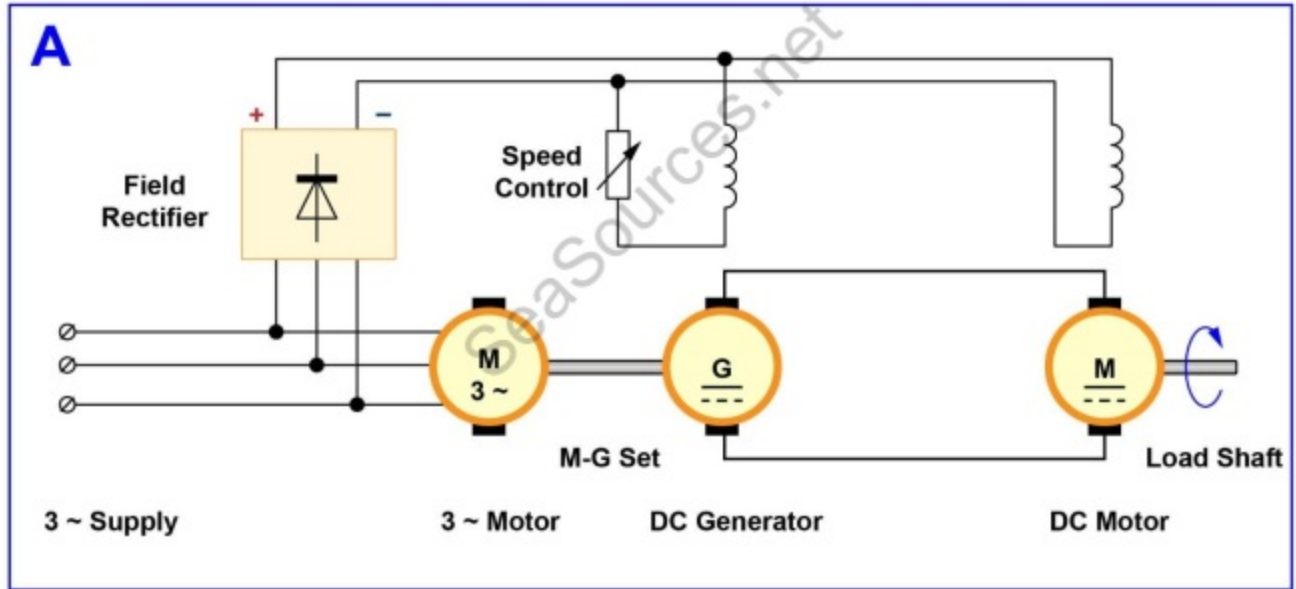 A
+
−
Field
Rectifier
Speed
Control
SeaSources.net
M
3 ~
G
M
M-G Set
Load Shaft
3 ~ Supply
3 ~ Motor
DC Generator
DC Motor